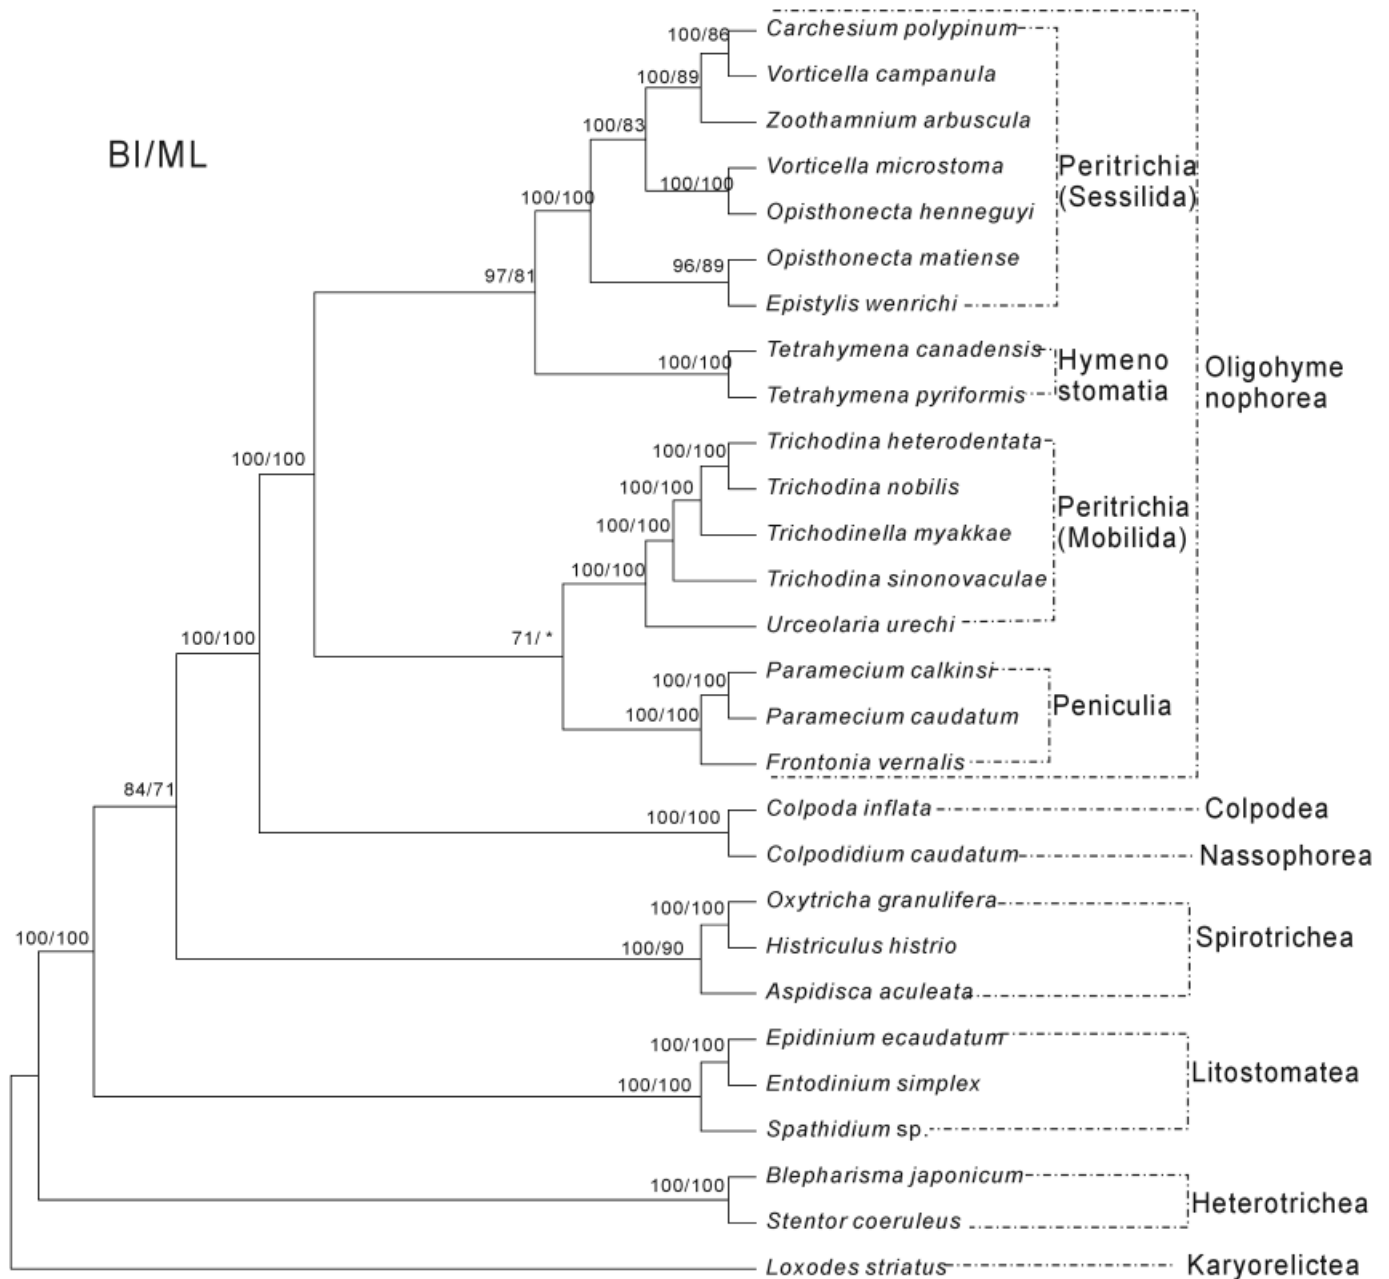 100/86
Carchesium polypinum
100/89
Vorticella campanula
100/83
Zoothamnium arbuscula
BI/ML
Vorticella microstoma
Peritrichia
(Sessilida)
100/100
100/100
Opisthonecta henneguyi
Opisthonecta matiense
96/89
97/81
Epistylis wenrichi
Tetrahymena canadensis
100/100
Hymeno
stomatia
Oligohyme
nophorea
Tetrahymena pyriformis
Trichodina heterodentata
100/100
100/100
Trichodina nobilis
100/100
Peritrichia
(Mobilida)
100/100
Trichodinella myakkae
100/100
Trichodina sinonovaculae
Urceolaria urechi
100/100
71/ *
Paramecium calkinsi
100/100
Paramecium caudatum
100/100
Peniculia
Frontonia vernalis
84/71
Colpoda inflata
Colpodea
100/100
Colpodidium caudatum
Nassophorea
Oxytricha granulifera
100/100
Histriculus histrio
Spirotrichea
100/100
100/90
Aspidisca aculeata
Epidinium ecaudatum
100/100
Entodinium simplex
Litostomatea
100/100
Spathidium sp.
Blepharisma japonicum
100/100
Heterotrichea
Stentor coeruleus
Loxodes striatus
Karyorelictea